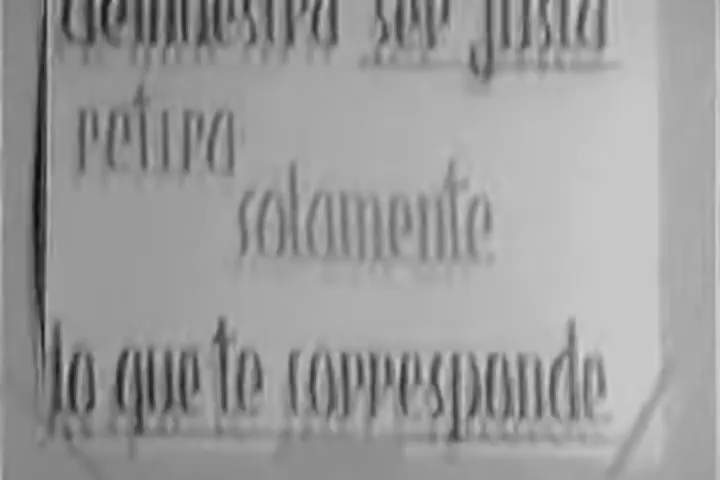 demuestra ser justa
retira
solamente
lo que te corresponde